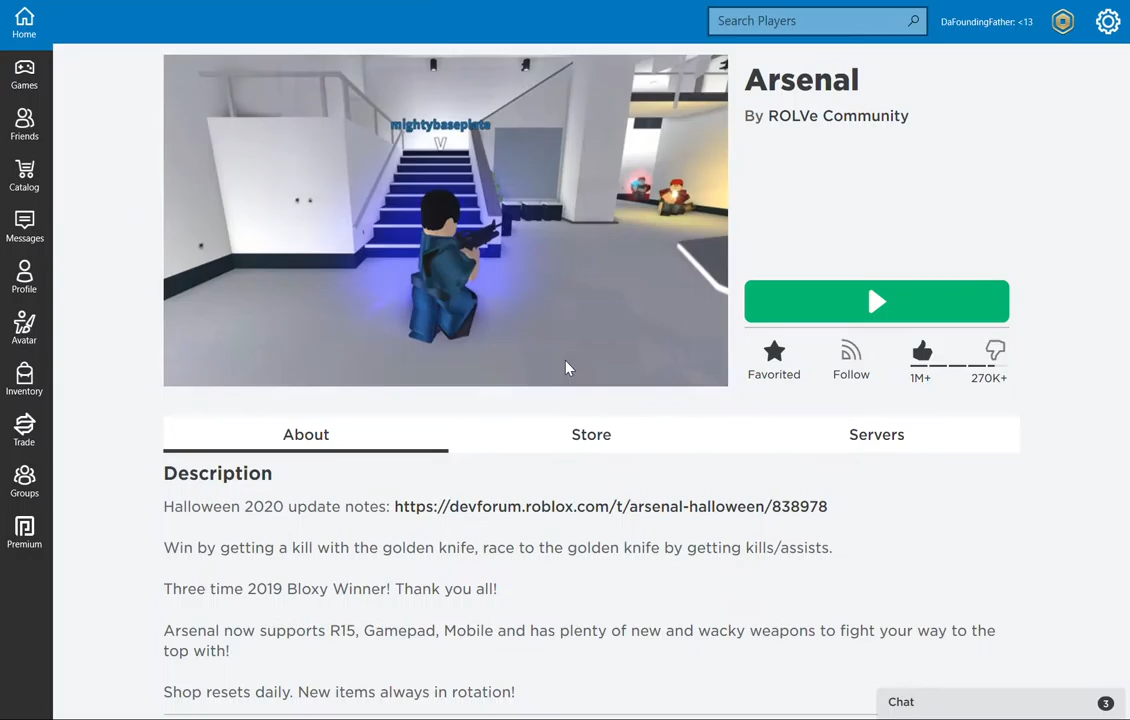 Home
Search Players
DaFoundingFather: <13
Games
Friends
Catalog
Messages
Profile
Avatar
Inventory
Trade
Groups
Premium
mightybaseplate
V
Arsenal
By ROLVe Community
Favorited
Follow
1M+
270K+
About
Store
Servers
Description
Halloween 2020 update notes: https://devforum.roblox.com/t/arsenal-halloween/838978
Win by getting a kill with the golden knife, race to the golden knife by getting kills/assists.
Three time 2019 Bloxy Winner! Thank you all!
Arsenal now supports R15, Gamepad, Mobile and has plenty of new and wacky weapons to fight your way to the
top with!
Shop resets daily. New items always in rotation!
Chat
3